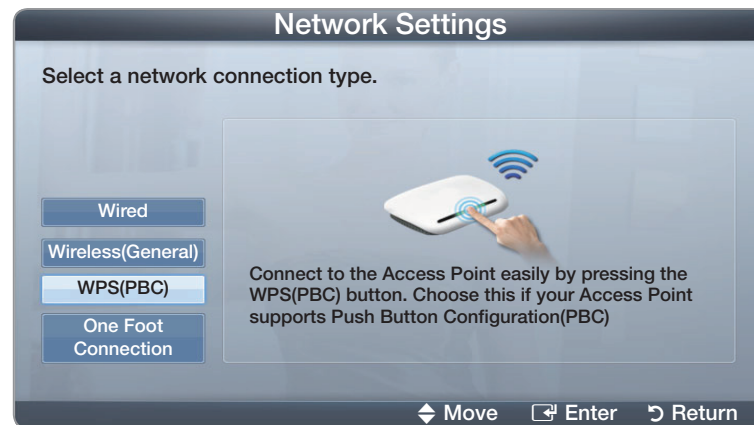 Network Settings
Select a network connection type.
Wired
Wireless(General)
WPS(PBC)
One Foot
Connection
Connect to the Access Point easily by pressing the
WPS(PBC) button. Choose this if your Access Point
supports Push Button Configuration(PBC)
Move Enter Return